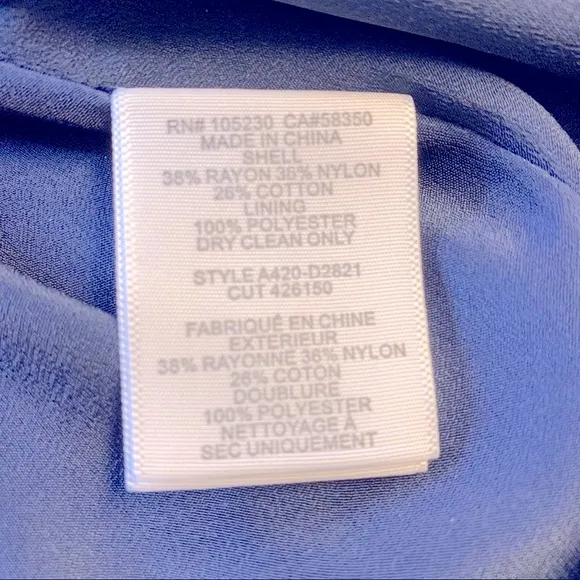 RN# 105230 CA#58350
MADE IN CHINA
SHELL
38% RAYON 36% NYLON
26% COTTON
LINING
100% POLYESTER
DRY CLEAN ONLY
STYLE A420-D2821
CUT 426150
FABRIQUÉ EN CHINE
EXTERIEUR
38% RAYONNE 36% NYLON
26% COTON
DOUBLURE
100% POLYESTER
NETTOYAGE À
SEC UNIQUEMENT